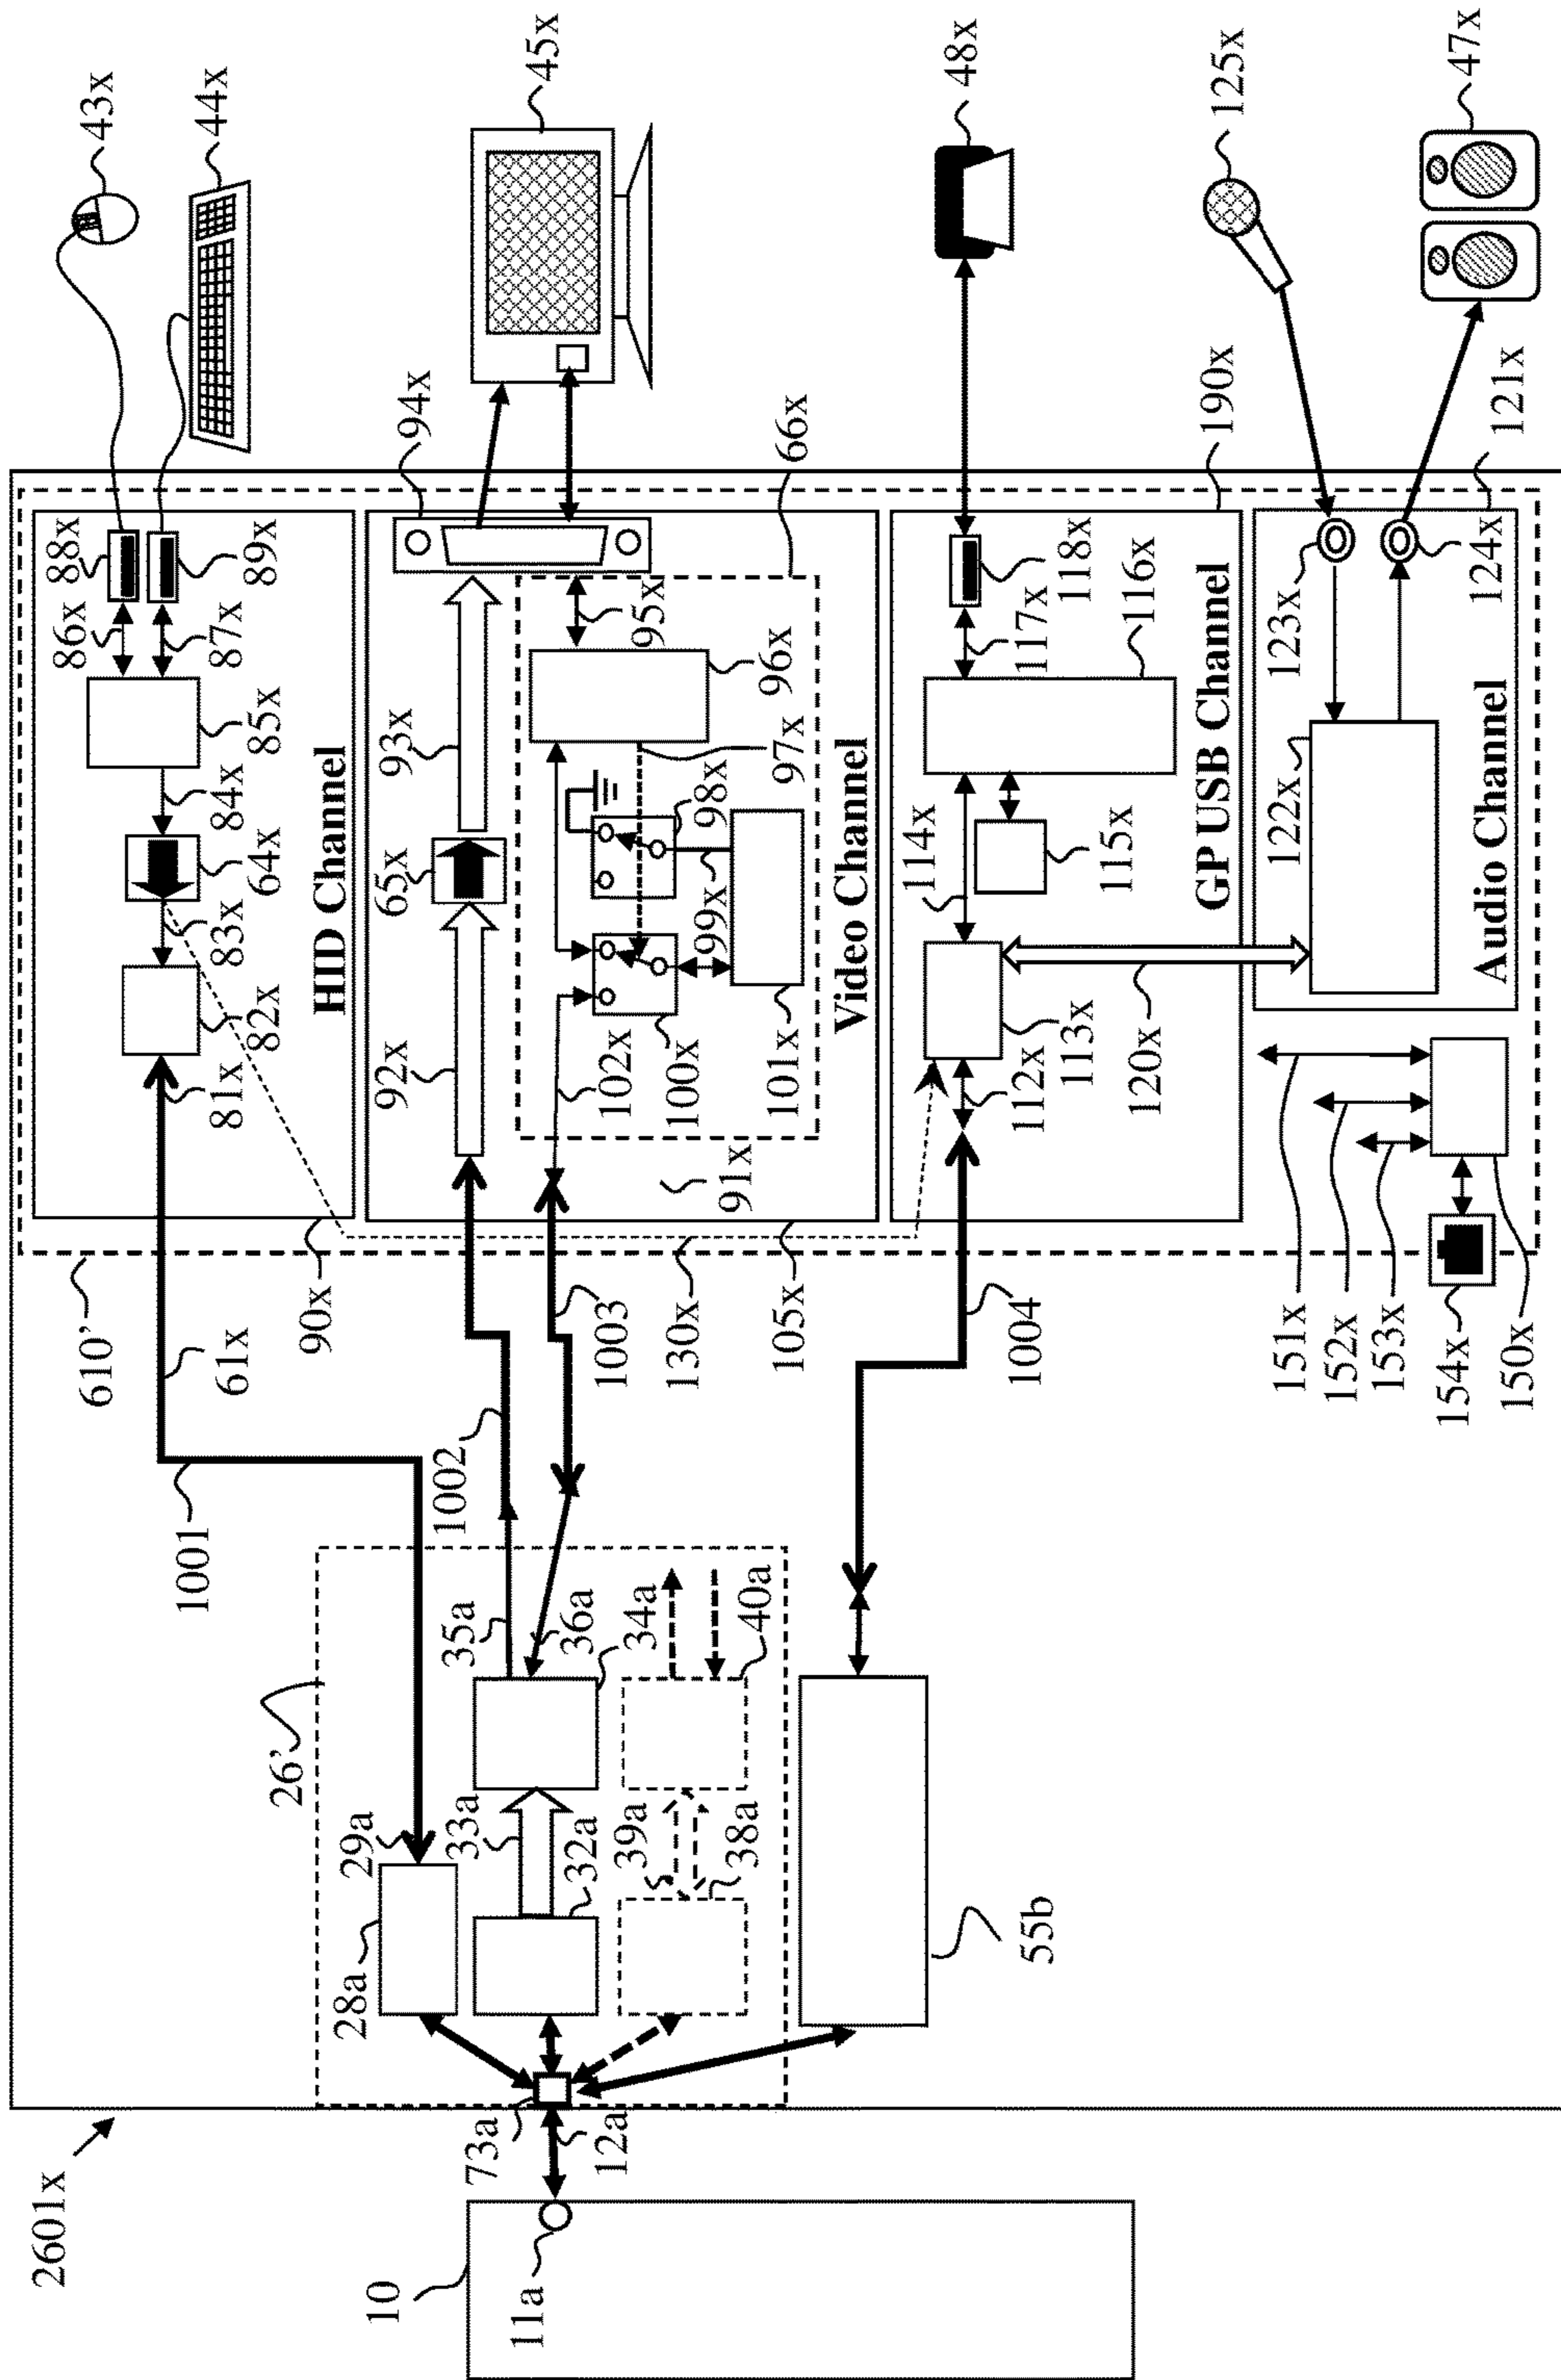 2601x
10
11a
12a
73a
26'
28a
29a
32a
33a
34a
35a
36a
38a
39a
40a
55b
1001
1002
1003
1004
61x
610'
90x
130x
105x
HID Channel
81x
82x
83x
64x
84x
85x
86x
87x
88x
89x
43x
44x
Video Channel
91x
92x
65x
93x
94x
45x
66x
95x
96x
97x
98x
99x
100x
101x
102x
GP USB Channel
112x
113x
114x
115x
116x
117x
118x
48x
190x
120x
Audio Channel
122x
123x
124x
121x
125x
47x
151x
152x
153x
154x
150x